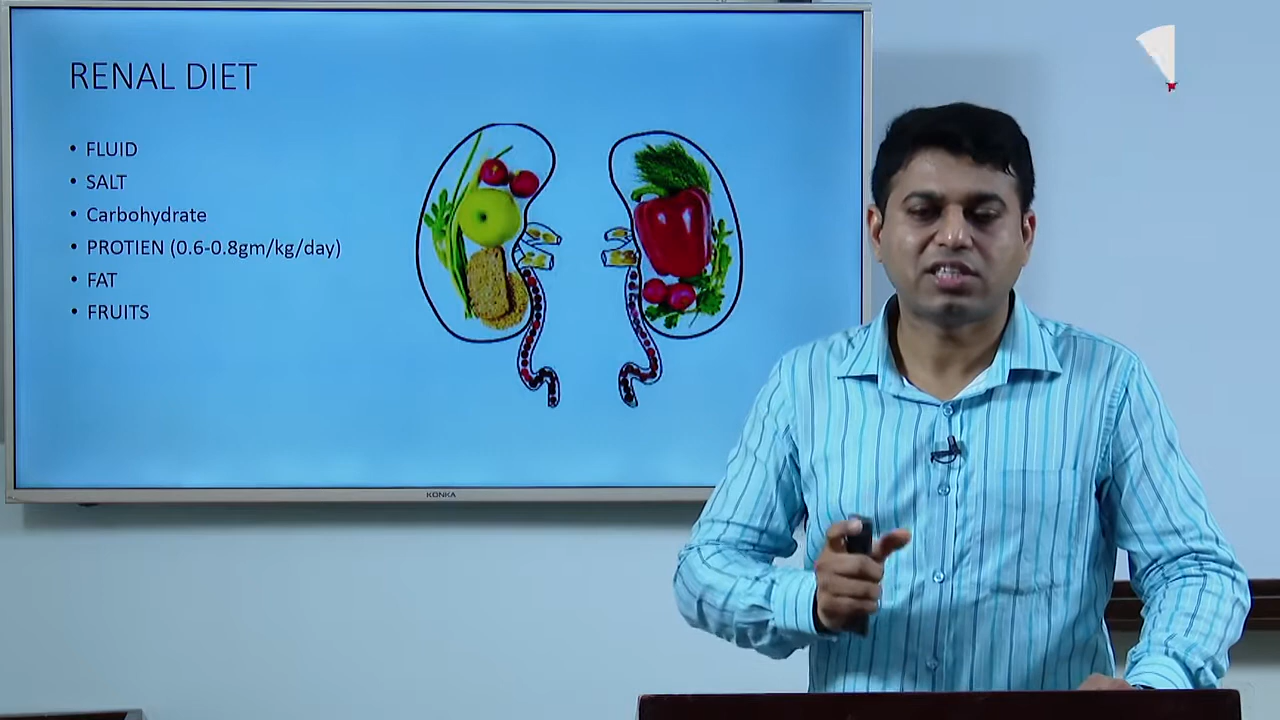 RENAL DIET
• FLUID
• SALT
• Carbohydrate
• PROTIEN (0.6-0.8gm/kg/day)
• FAT
• FRUITS
KONKA